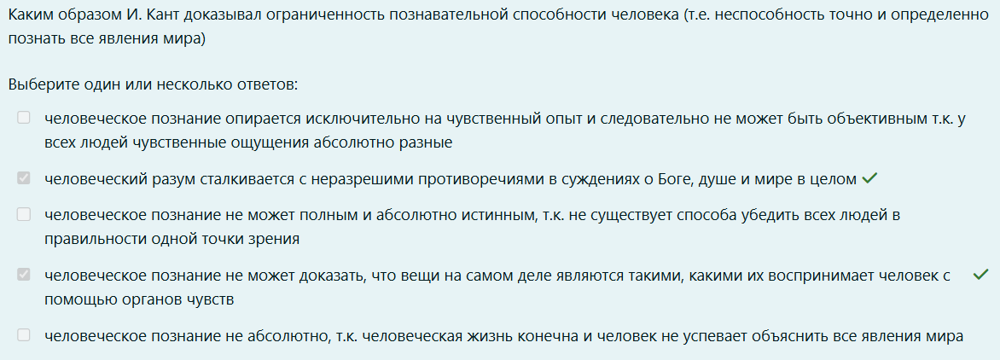 Каким образом И. Кант доказывал ограниченность познавательной способности человека (т.е. неспособность точно и определенно
познать все явления мира)
Выберите один или несколько ответов:
человеческое познание опирается исключительно на чувственный опыт и следовательно не может быть объективным т.к. у
всех людей чувственные ощущения абсолютно разные
человеческий разум сталкивается с неразрешими противоречиями в суждениях о Боге, душе и мире в целом
человеческое познание не может полным и абсолютно истинным, т.к. не существует способа убедить всех людей в
правильности одной точки зрения
человеческое познание не может доказать, что вещи на самом деле являются такими, какими их воспринимает человек с
помощью органов чувств
человеческое познание не абсолютно, т.к. человеческая жизнь конечна и человек не успевает объяснить все явления мира